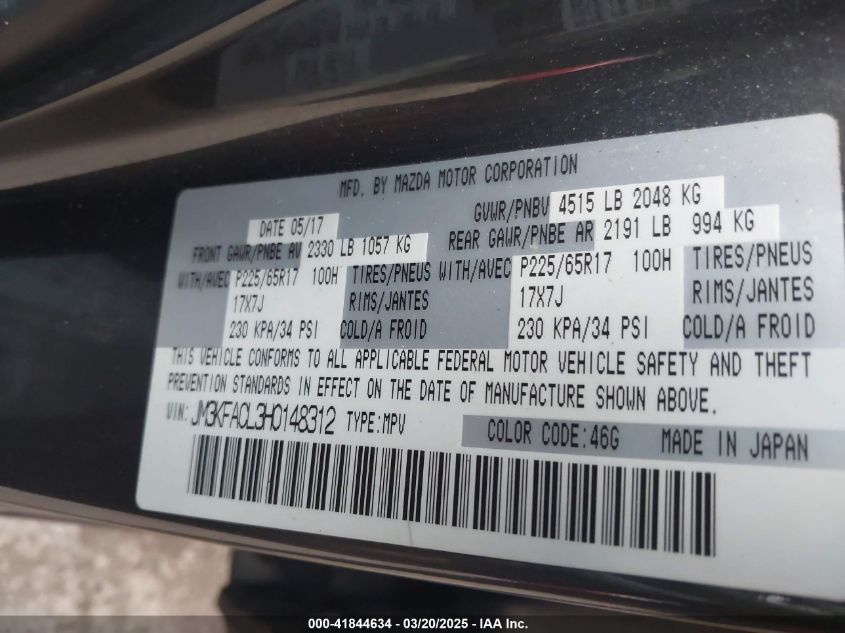 MFD. BY MAZDA MOTOR CORPORATION
DATE 05/17 GVWR/PNBV 4515 LB 2048 KG
FRONT GAWR/PNBE AV 2330 LB 1057 KG REAR GAWR/PNBE AR 2191 LB 994 KG
WITH/AVEC P225/65R17 100H TIRES/PNEUS WITH/AVEC P225/65R17 100H TIRES/PNEUS
17X7J RIMS/JANTES 17X7J RIMS/JANTES
230 KPA/34 PSI COLD/A FROID 230 KPA/34 PSI COLD/A FROID
THIS VEHICLE CONFORMS TO ALL APPLICABLE FEDERAL MOTOR VEHICLE SAFETY AND THEFT
PREVENTION STANDARDS IN EFFECT ON THE DATE OF MANUFACTURE SHOWN ABOVE.
VIN: JM3KFACL3H0148312 TYPE:MPV COLOR CODE:46G MADE IN JAPAN
000-41844634 - 03/20/2025 - IAA Inc.